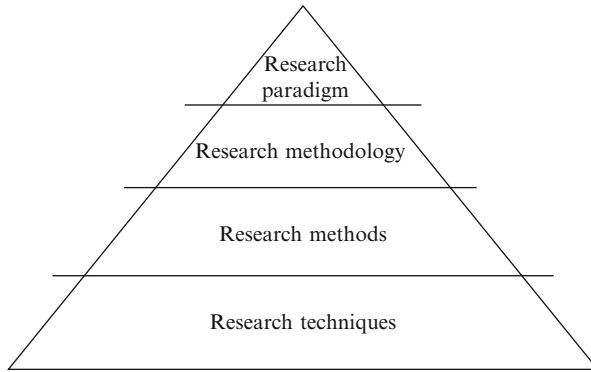 Research
paradigm
Research methodology
Research methods
Research techniques